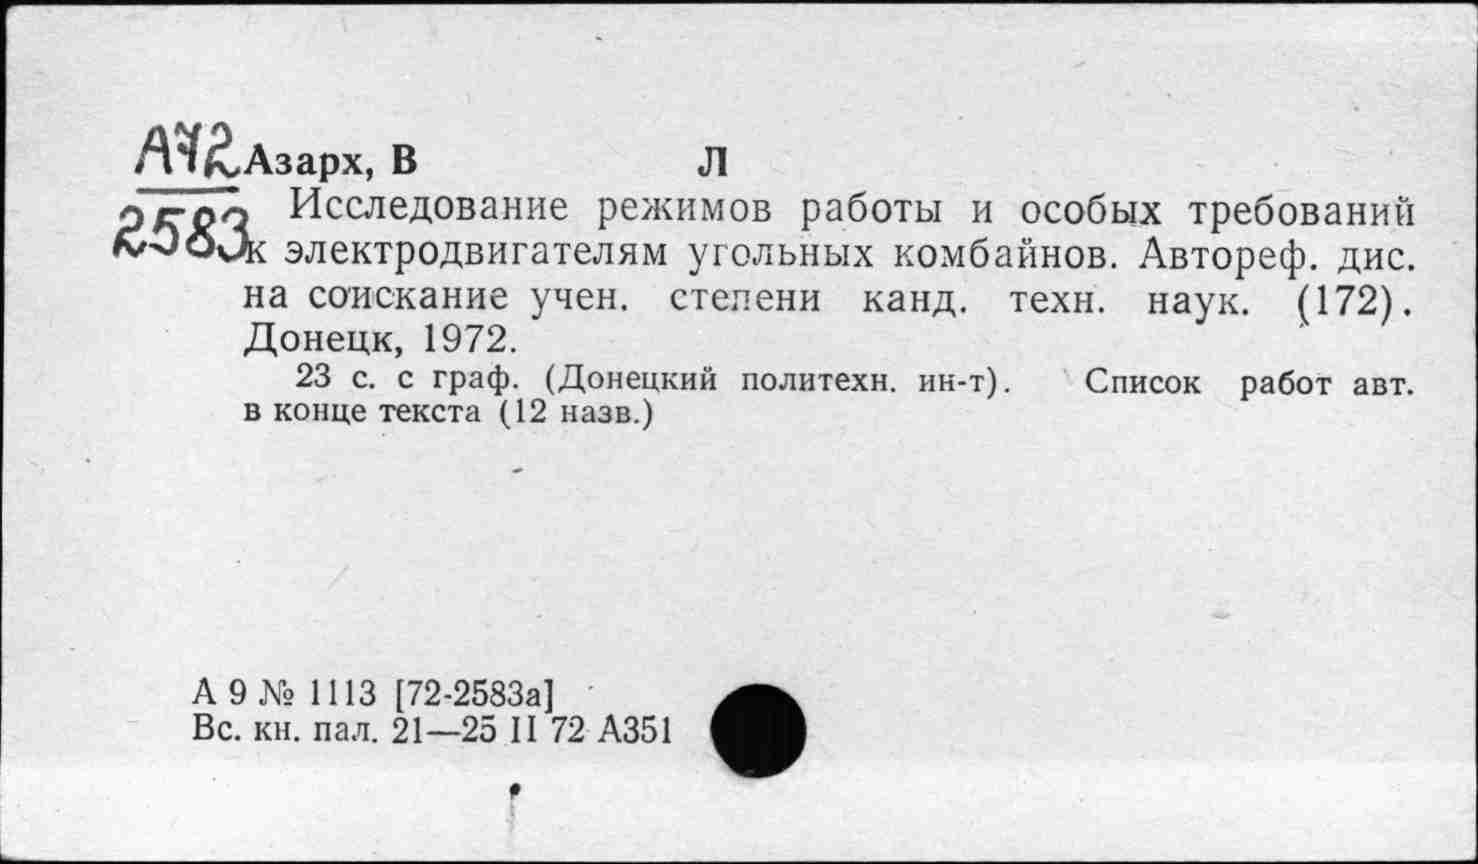 А72 Азарх, В Л
2583 Исследование режимов работы и особых требований
к электродвигателям угольных комбайнов. Автореф. дис.
на соискание учен. степени канд. техн. наук. (172).
Донецк, 1972.
23 с. с граф. (Донецкий политехн. ин-т). Список работ авт.
в конце текста (12 назв.)
А 9 № 1113 [72-2583а]
Вс. кн. пал. 21—25 II 72 А351